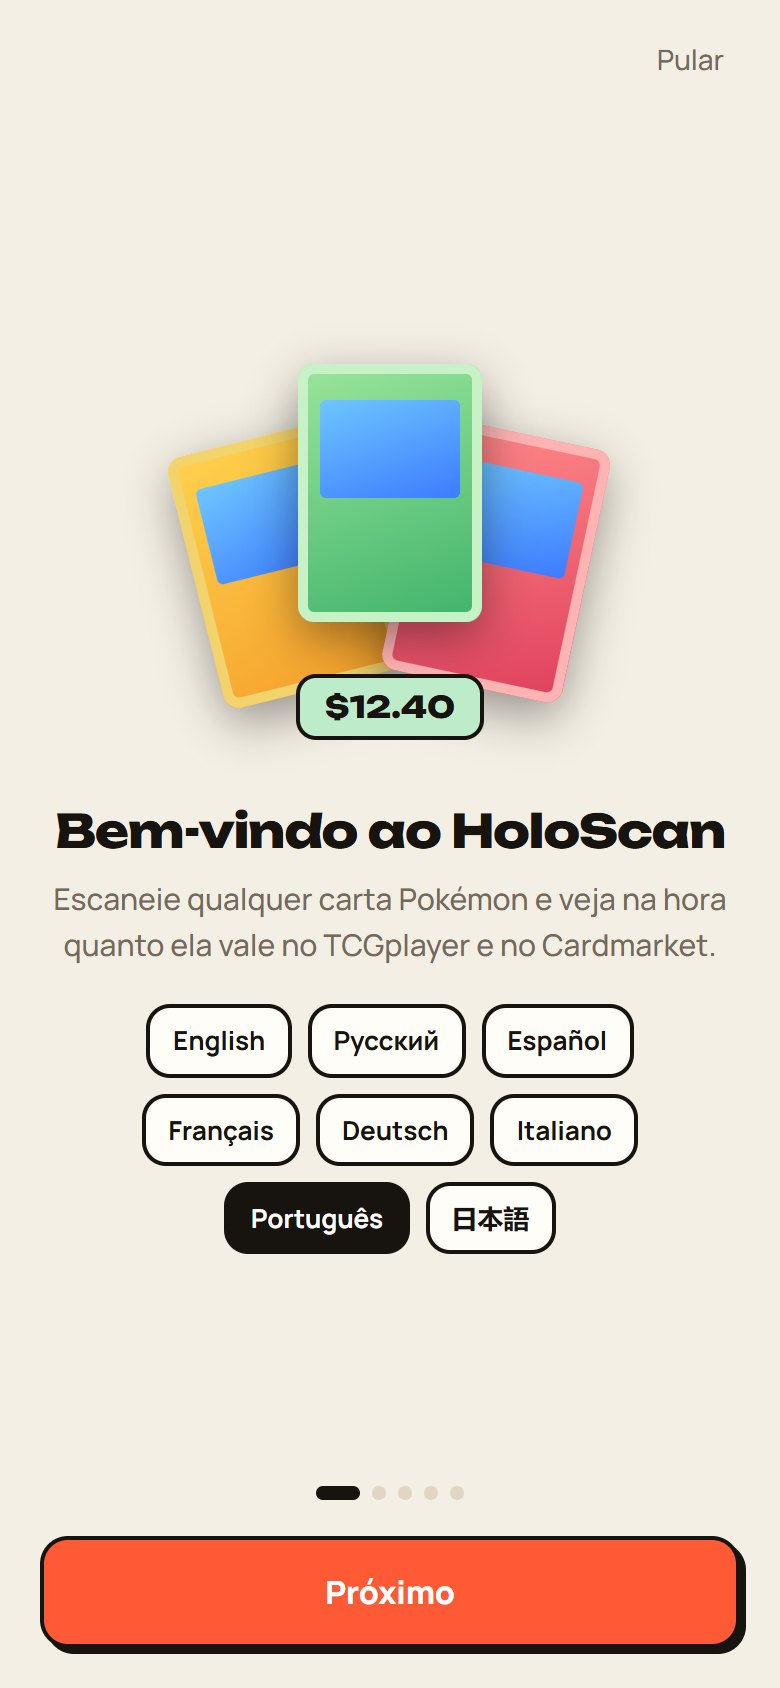 Pular
$12.40
Bem-vindo ao HoloScan
Escaneie qualquer carta Pokémon e veja na hora
quanto ela vale no TCGplayer e no Cardmarket.
English Русский Español
Français Deutsch Italiano
Português 日本語
Próximo